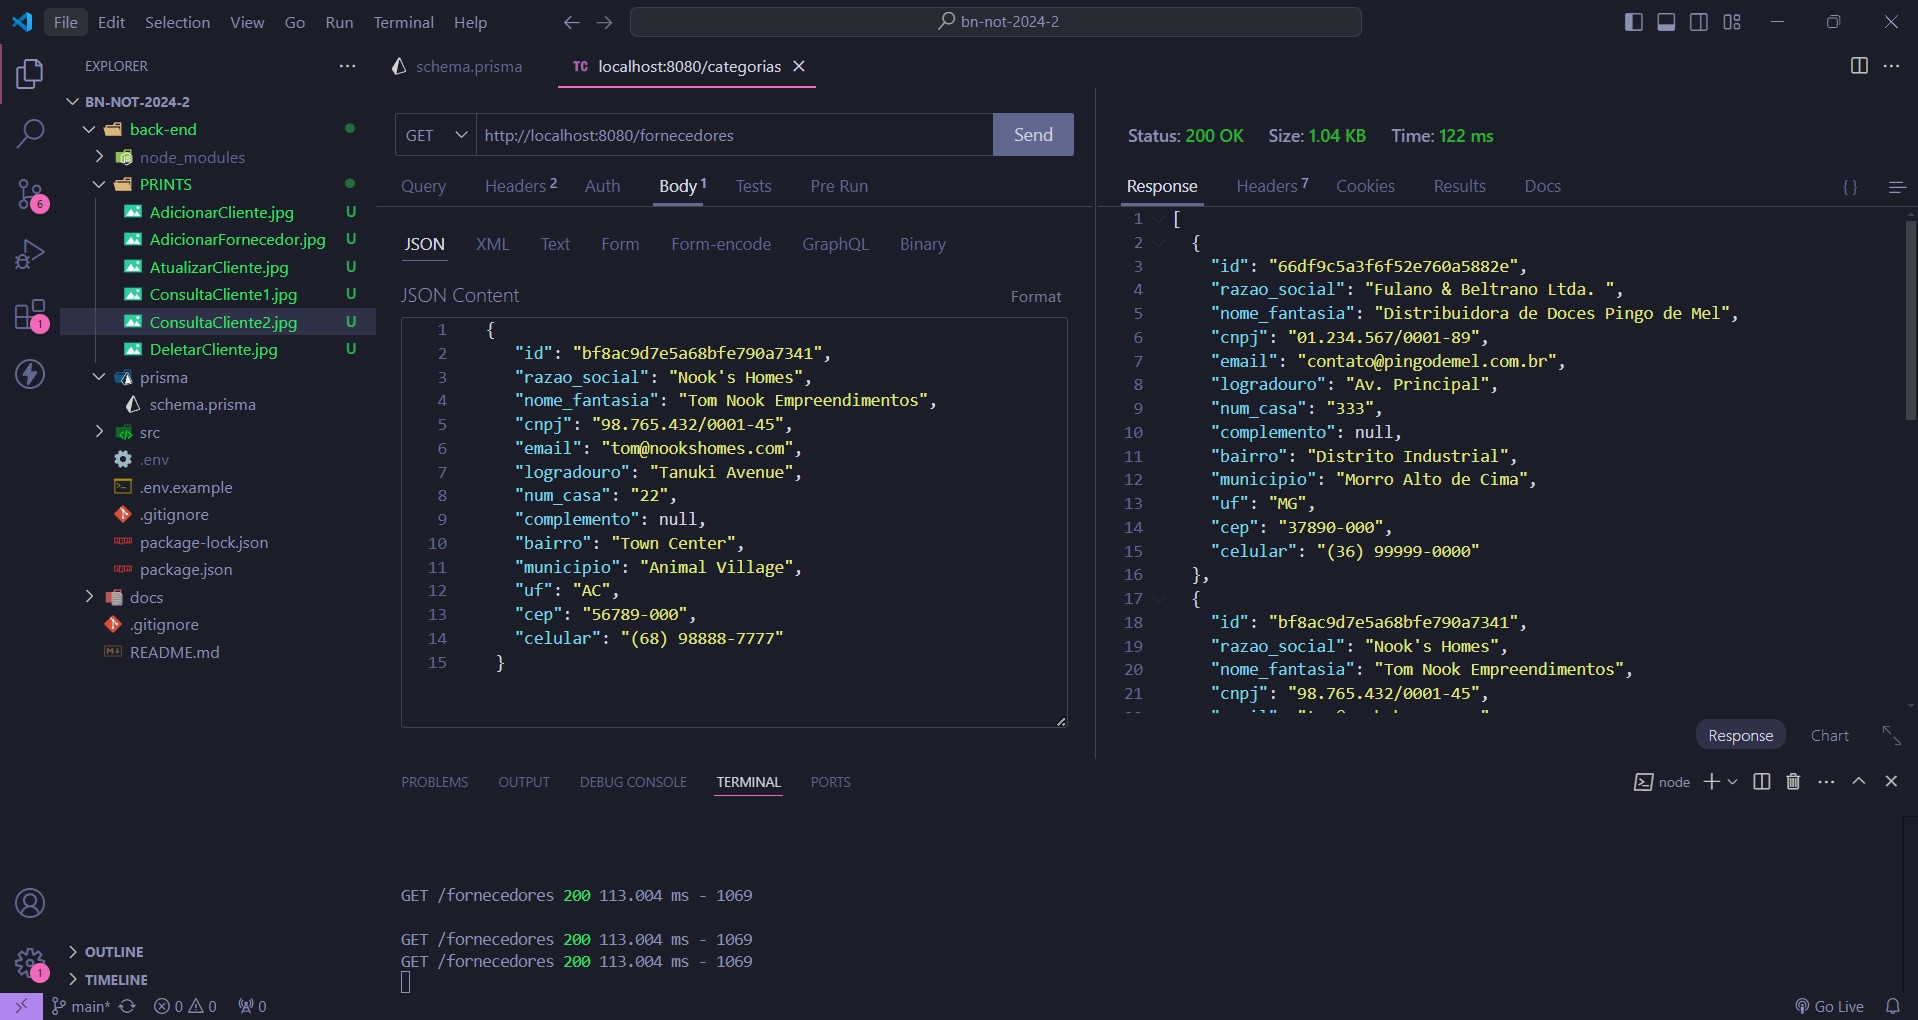 File Edit Selection View Go Run Terminal Help
bn-not-2024-2
EXPLORER
BN-NOT-2024-2
back-end
node_modules
PRINTS
AdicionarCliente.jpg U
AdicionarFornecedor.jpg U
AtualizarCliente.jpg U
ConsultaCliente1.jpg U
ConsultaCliente2.jpg U
DeletarCliente.jpg U
prisma
schema.prisma
src
.env
.env.example
.gitignore
package-lock.json
package.json
docs
.gitignore
README.md
OUTLINE
TIMELINE
6
1
1
schema.prisma
TC localhost:8080/categorias
GET http://localhost:8080/fornecedores Send
Query Headers 2 Auth Body 1 Tests Pre Run
JSON XML Text Form Form-encode GraphQL Binary
JSON Content Format
1 {
2 "id": "bf8ac9d7e5a68bfe790a7341",
3 "razao_social": "Nook's Homes",
4 "nome_fantasia": "Tom Nook Empreendimentos",
5 "cnpj": "98.765.432/0001-45",
6 "email": "tom@nookshomes.com",
7 "logradouro": "Tanuki Avenue",
8 "num_casa": "22",
9 "complemento": null,
10 "bairro": "Town Center",
11 "municipio": "Animal Village",
12 "uf": "AC",
13 "cep": "56789-000",
14 "celular": "(68) 98888-7777"
15 }
Status: 200 OK Size: 1.04 KB Time: 122 ms
Response Headers 7 Cookies Results Docs { }
1 [
2 {
3 "id": "66df9c5a3f6f52e760a5882e",
4 "razao_social": "Fulano & Beltrano Ltda. ",
5 "nome_fantasia": "Distribuidora de Doces Pingo de Mel",
6 "cnpj": "01.234.567/0001-89",
7 "email": "contato@pingodemel.com.br",
8 "logradouro": "Av. Principal",
9 "num_casa": "333",
10 "complemento": null,
11 "bairro": "Distrito Industrial",
12 "municipio": "Morro Alto de Cima",
13 "uf": "MG",
14 "cep": "37890-000",
15 "celular": "(36) 99999-0000"
16 },
17 {
18 "id": "bf8ac9d7e5a68bfe790a7341",
19 "razao_social": "Nook's Homes",
20 "nome_fantasia": "Tom Nook Empreendimentos",
21 "cnpj": "98.765.432/0001-45",
Response Chart
PROBLEMS OUTPUT DEBUG CONSOLE TERMINAL PORTS
node
GET /fornecedores 200 113.004 ms - 1069
GET /fornecedores 200 113.004 ms - 1069
GET /fornecedores 200 113.004 ms - 1069
main* 0 0 0 Go Live